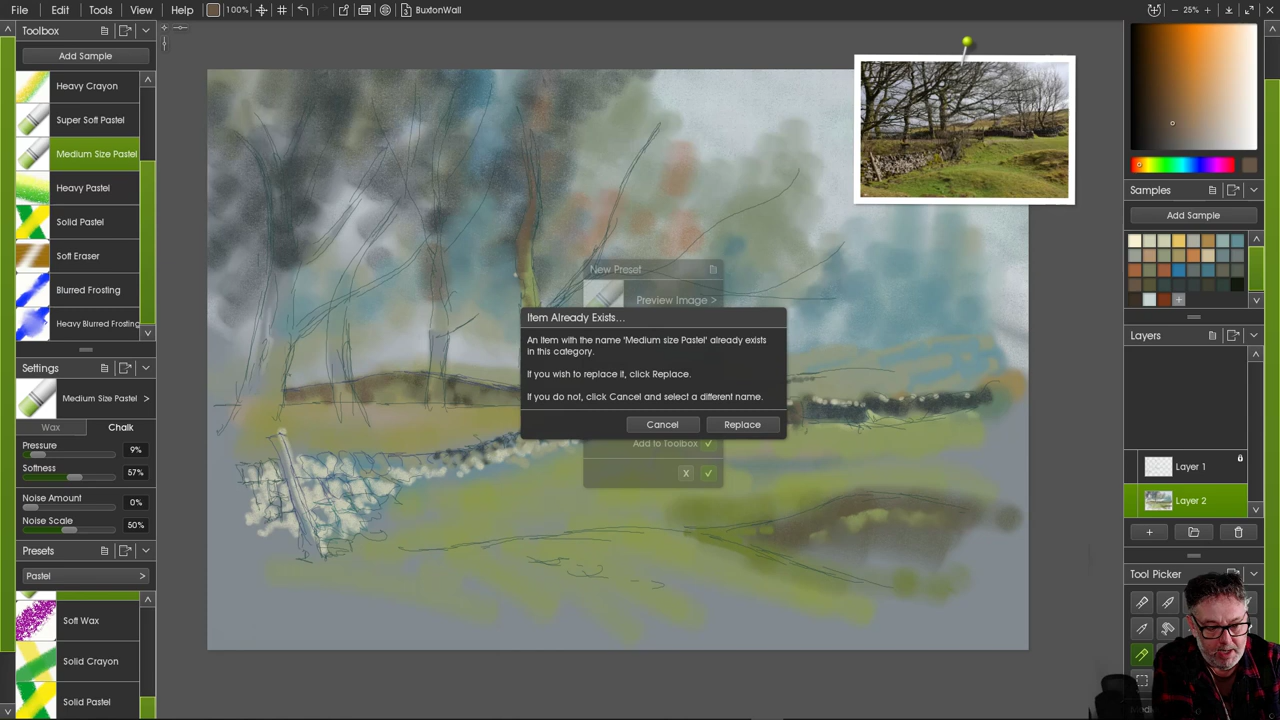 File Edit Tools View Help 100% BuxtonWall 25%
Toolbox
Add Sample
Heavy Crayon
Super Soft Pastel
Medium Size Pastel
Heavy Pastel
Solid Pastel
Soft Eraser
Blurred Frosting
Heavy Blurred Frosting
Settings
Medium Size Pastel >
Wax Chalk
Pressure 9%
Softness 57%
Noise Amount 0%
Noise Scale 50%
Presets
Pastel >
Soft Wax
Solid Crayon
Solid Pastel
New Preset
Preview Image >
Item Already Exists...
An item with the name 'Medium size Pastel' already exists
in this category.
If you wish to replace it, click Replace.
If you do not, click Cancel and select a different name.
Cancel Replace
Add to Toolbox
X
Samples
Add Sample
Layers
Layer 1
Layer 2
Tool Picker